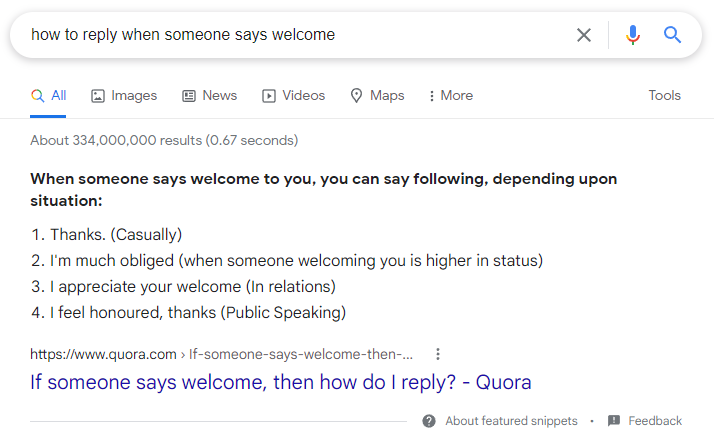 how to reply when someone says welcome
All Images News Videos Maps More Tools
About 334,000,000 results (0.67 seconds)
When someone says welcome to you, you can say following, depending upon
situation:
1. Thanks. (Casually)
2. I'm much obliged (when someone welcoming you is higher in status)
3. I appreciate your welcome (In relations)
4. I feel honoured, thanks (Public Speaking)
https://www.quora.com › If-someone-says-welcome-then-...
If someone says welcome, then how do I reply? - Quora
About featured snippets • Feedback